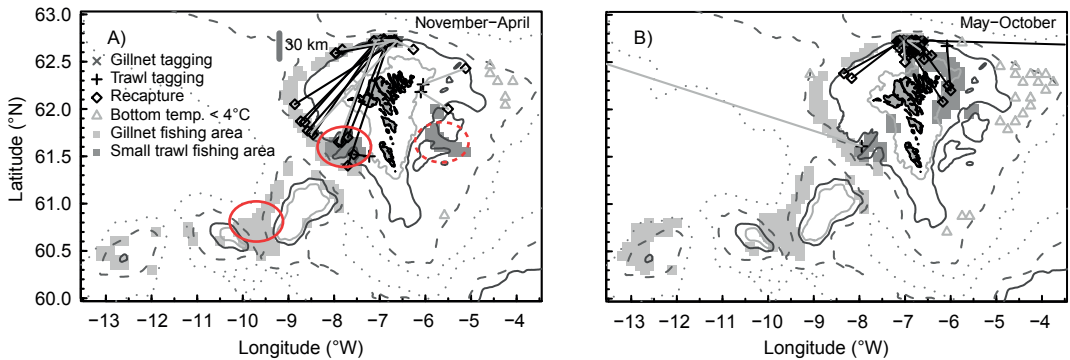 November−April
A)
30 km
Gillnet tagging
Trawl tagging
Recapture
Bottom temp. < 4°C
Gillnet fishing area
Small trawl fishing area
Latitude (°N)
63.0
62.5
62.0
61.5
61.0
60.5
60.0
−13 −12 −11 −10 −9 −8 −7 −6 −5 −4
Longitude (°W)
May−October
B)
−13 −12 −11 −10 −9 −8 −7 −6 −5 −4
Longitude (°W)